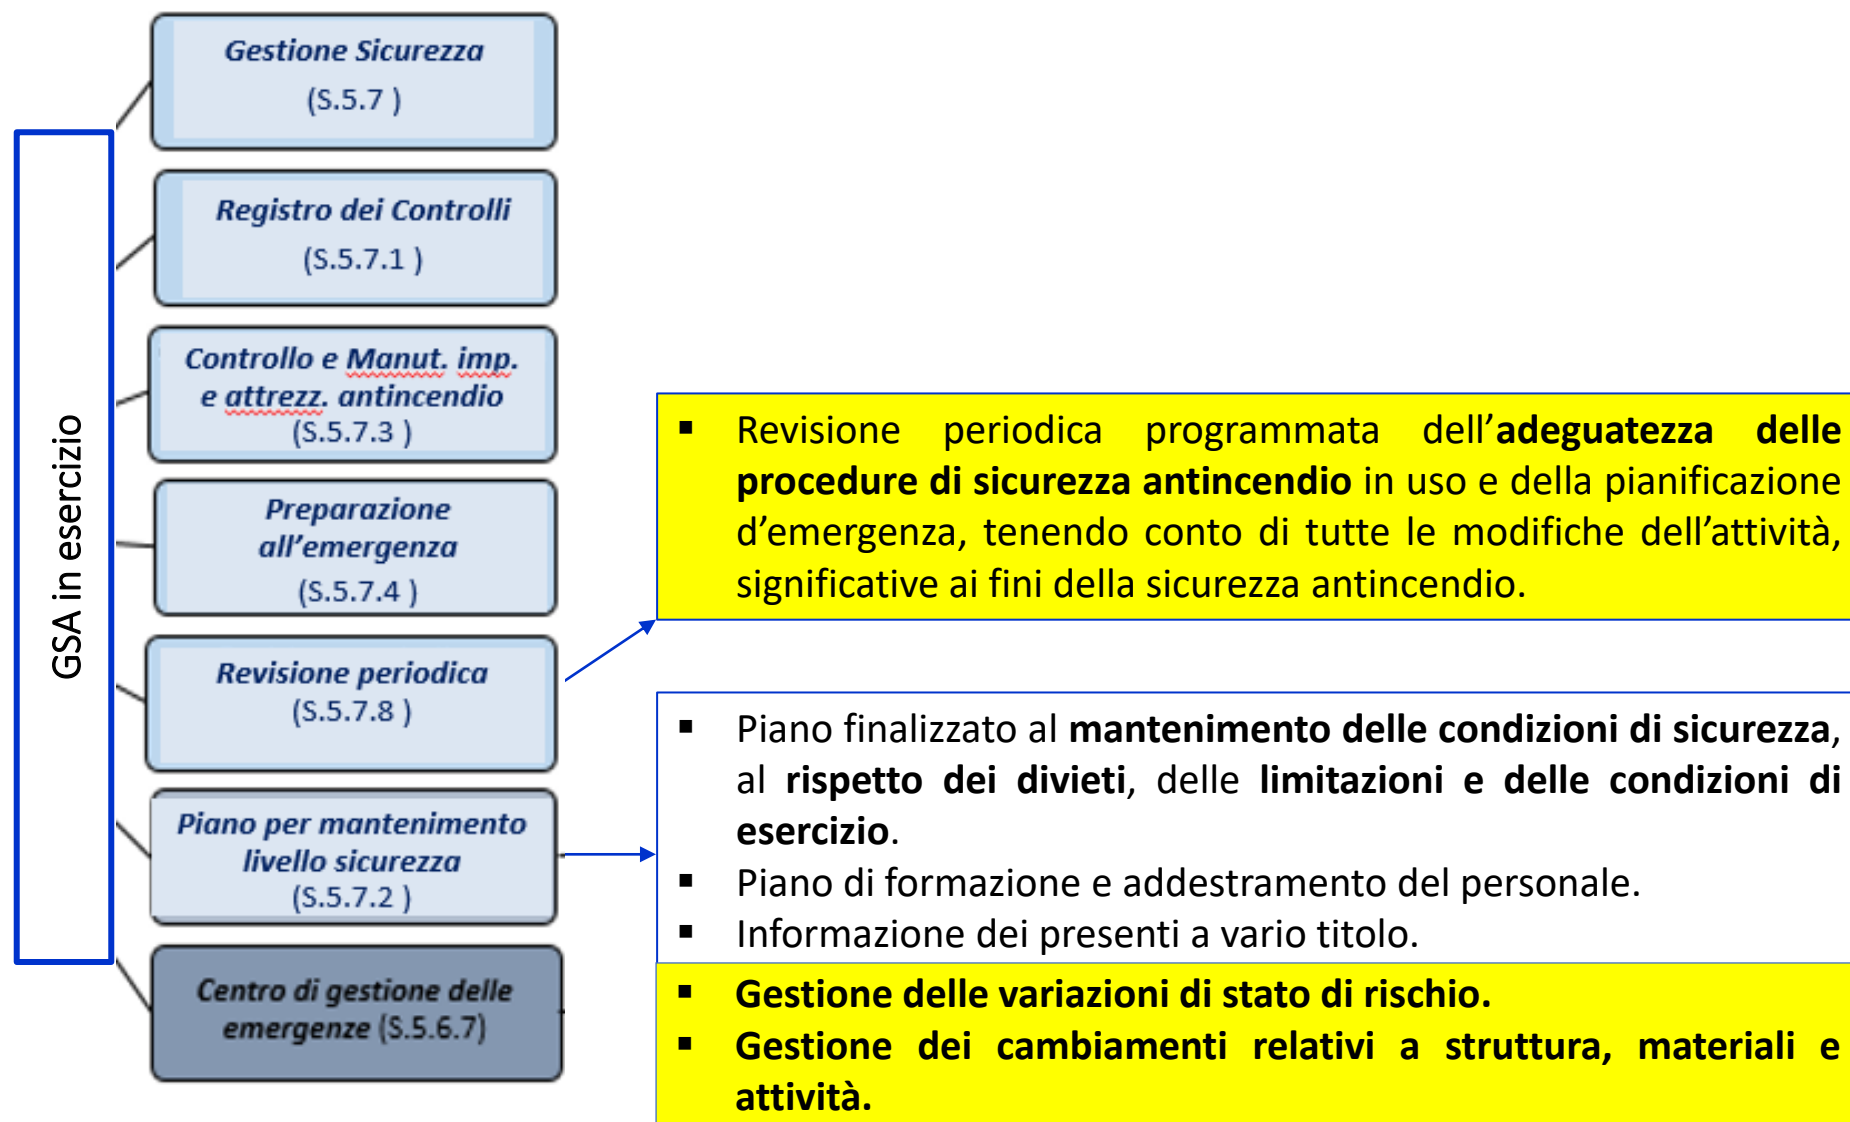 GSA in esercizio
Gestione Sicurezza
(S.5.7 )
Registro dei Controlli
(S.5.7.1 )
Controllo e Manut. imp.
e attrezz. antincendio
(S.5.7.3 )
Preparazione
all’emergenza
(S.5.7.4 )
Revisione periodica
(S.5.7.8 )
Piano per mantenimento
livello sicurezza
(S.5.7.2 )
Centro di gestione delle
emergenze (S.5.6.7)
▪ Revisione periodica programmata dell’adeguatezza delle
procedure di sicurezza antincendio in uso e della pianificazione
d’emergenza, tenendo conto di tutte le modifiche dell’attività,
significative ai fini della sicurezza antincendio.
▪ Piano finalizzato al mantenimento delle condizioni di sicurezza,
al rispetto dei divieti, delle limitazioni e delle condizioni di
esercizio.
▪ Piano di formazione e addestramento del personale.
▪ Informazione dei presenti a vario titolo.
▪ Gestione delle variazioni di stato di rischio.
▪ Gestione dei cambiamenti relativi a struttura, materiali e
attività.